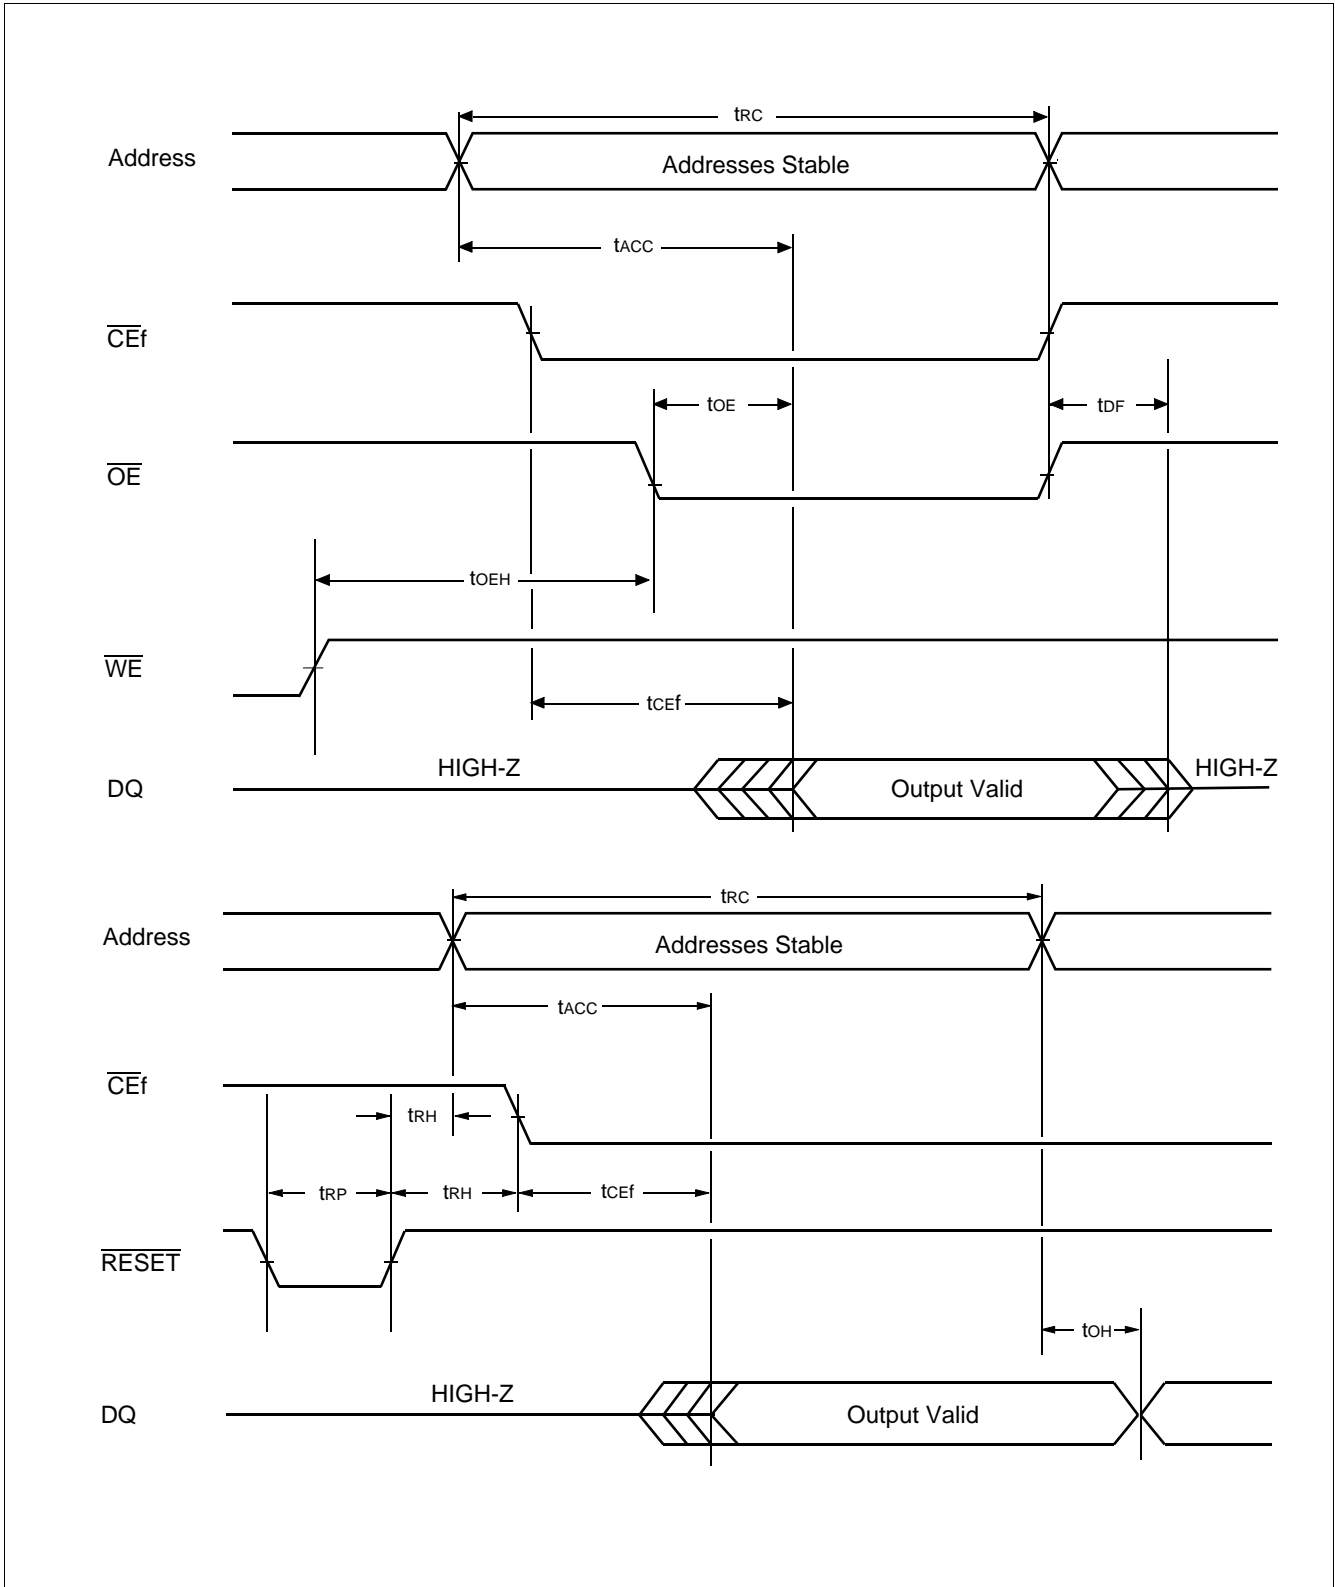 tRC
Address
Addresses Stable
tACC
CEf
tOE
tDF
OE
tOEH
WE
tCEf
HIGH-Z
HIGH-Z
DQ
Output Valid
tRC
Address
Addresses Stable
tACC
CEf
tRH
tRP
tRH
tCEf
RESET
tOH
HIGH-Z
DQ
Output Valid